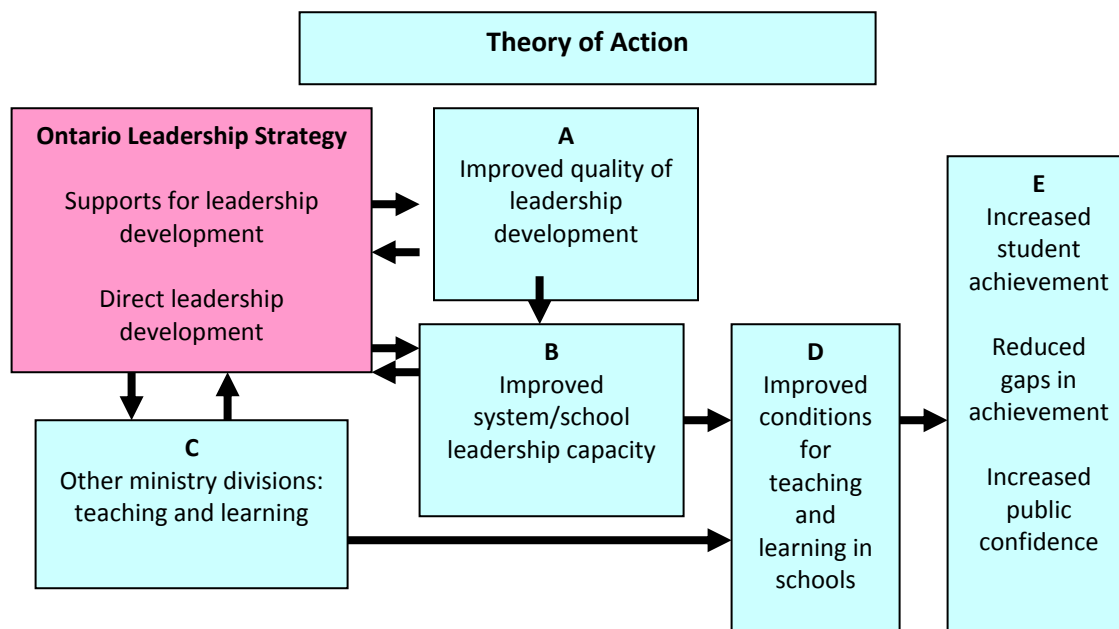 Theory of Action
Ontario Leadership Strategy
Supports for leadership
development
Direct leadership
development
A
Improved quality of
leadership
development
B
Improved
system/school
leadership capacity
C
Other ministry divisions:
teaching and learning
D
Improved
conditions
for
teaching
and
learning in
schools
E
Increased
student
achievement
Reduced
gaps in
achievement
Increased
public
confidence